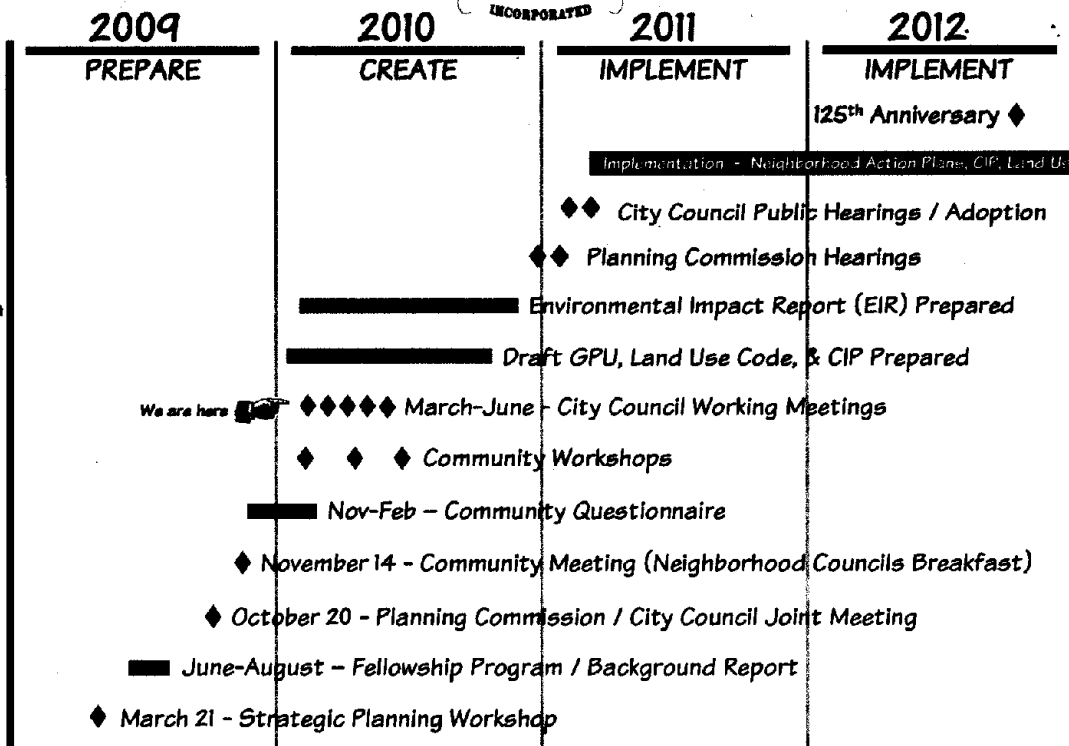 INCORPORATED
2009 2010 2011 2012
PREPARE CREATE IMPLEMENT IMPLEMENT
125th Anniversary
Implementation - Neighborhood Action Plans, CIP, Land Us
City Council Public Hearings / Adoption
Planning Commission Hearings
Environmental Impact Report (EIR) Prepared
Draft GPU, Land Use Code, & CIP Prepared
We are here March-June - City Council Working Meetings
Community Workshops
Nov-Feb – Community Questionnaire
November 14 - Community Meeting (Neighborhood Councils Breakfast)
October 20 - Planning Commission / City Council Joint Meeting
June-August – Fellowship Program / Background Report
March 21 - Strategic Planning Workshop